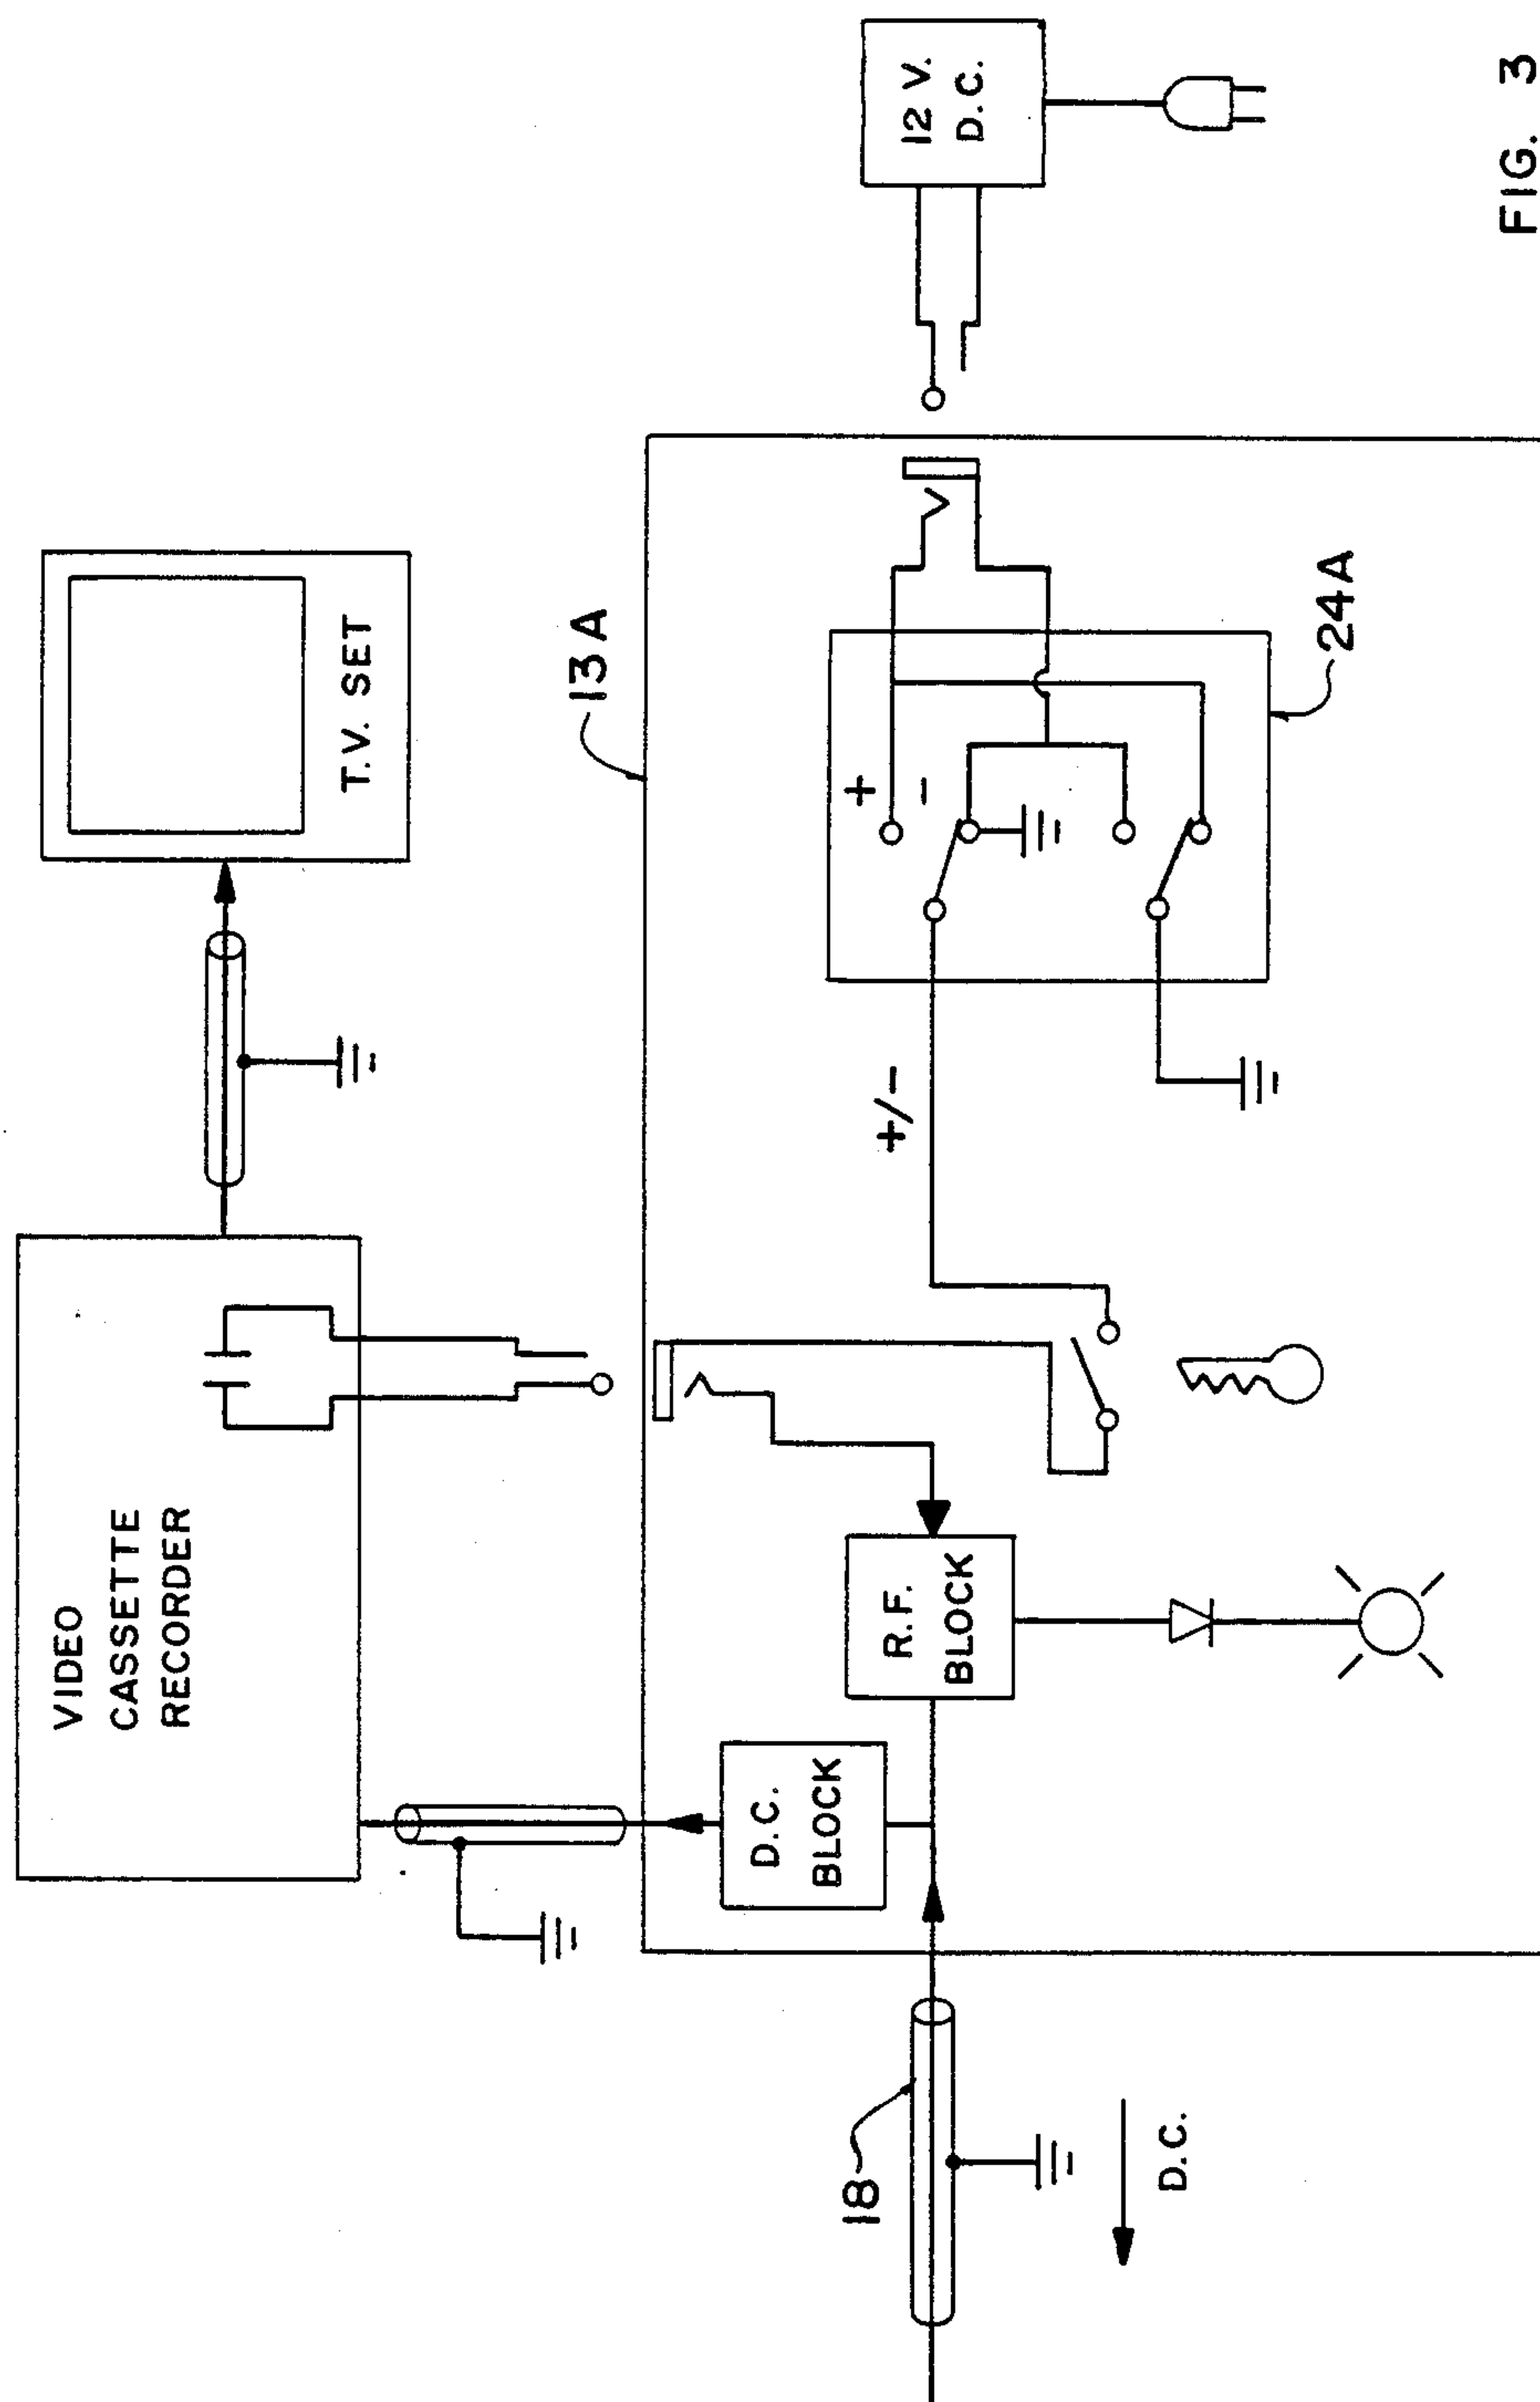 VIDEO
CASSETTE
RECORDER
T.V. SET
13A
D.C.
BLOCK
R.F.
BLOCK
+/-
+
-
24A
12 V.
D.C.
18
D.C.
FIG. 3